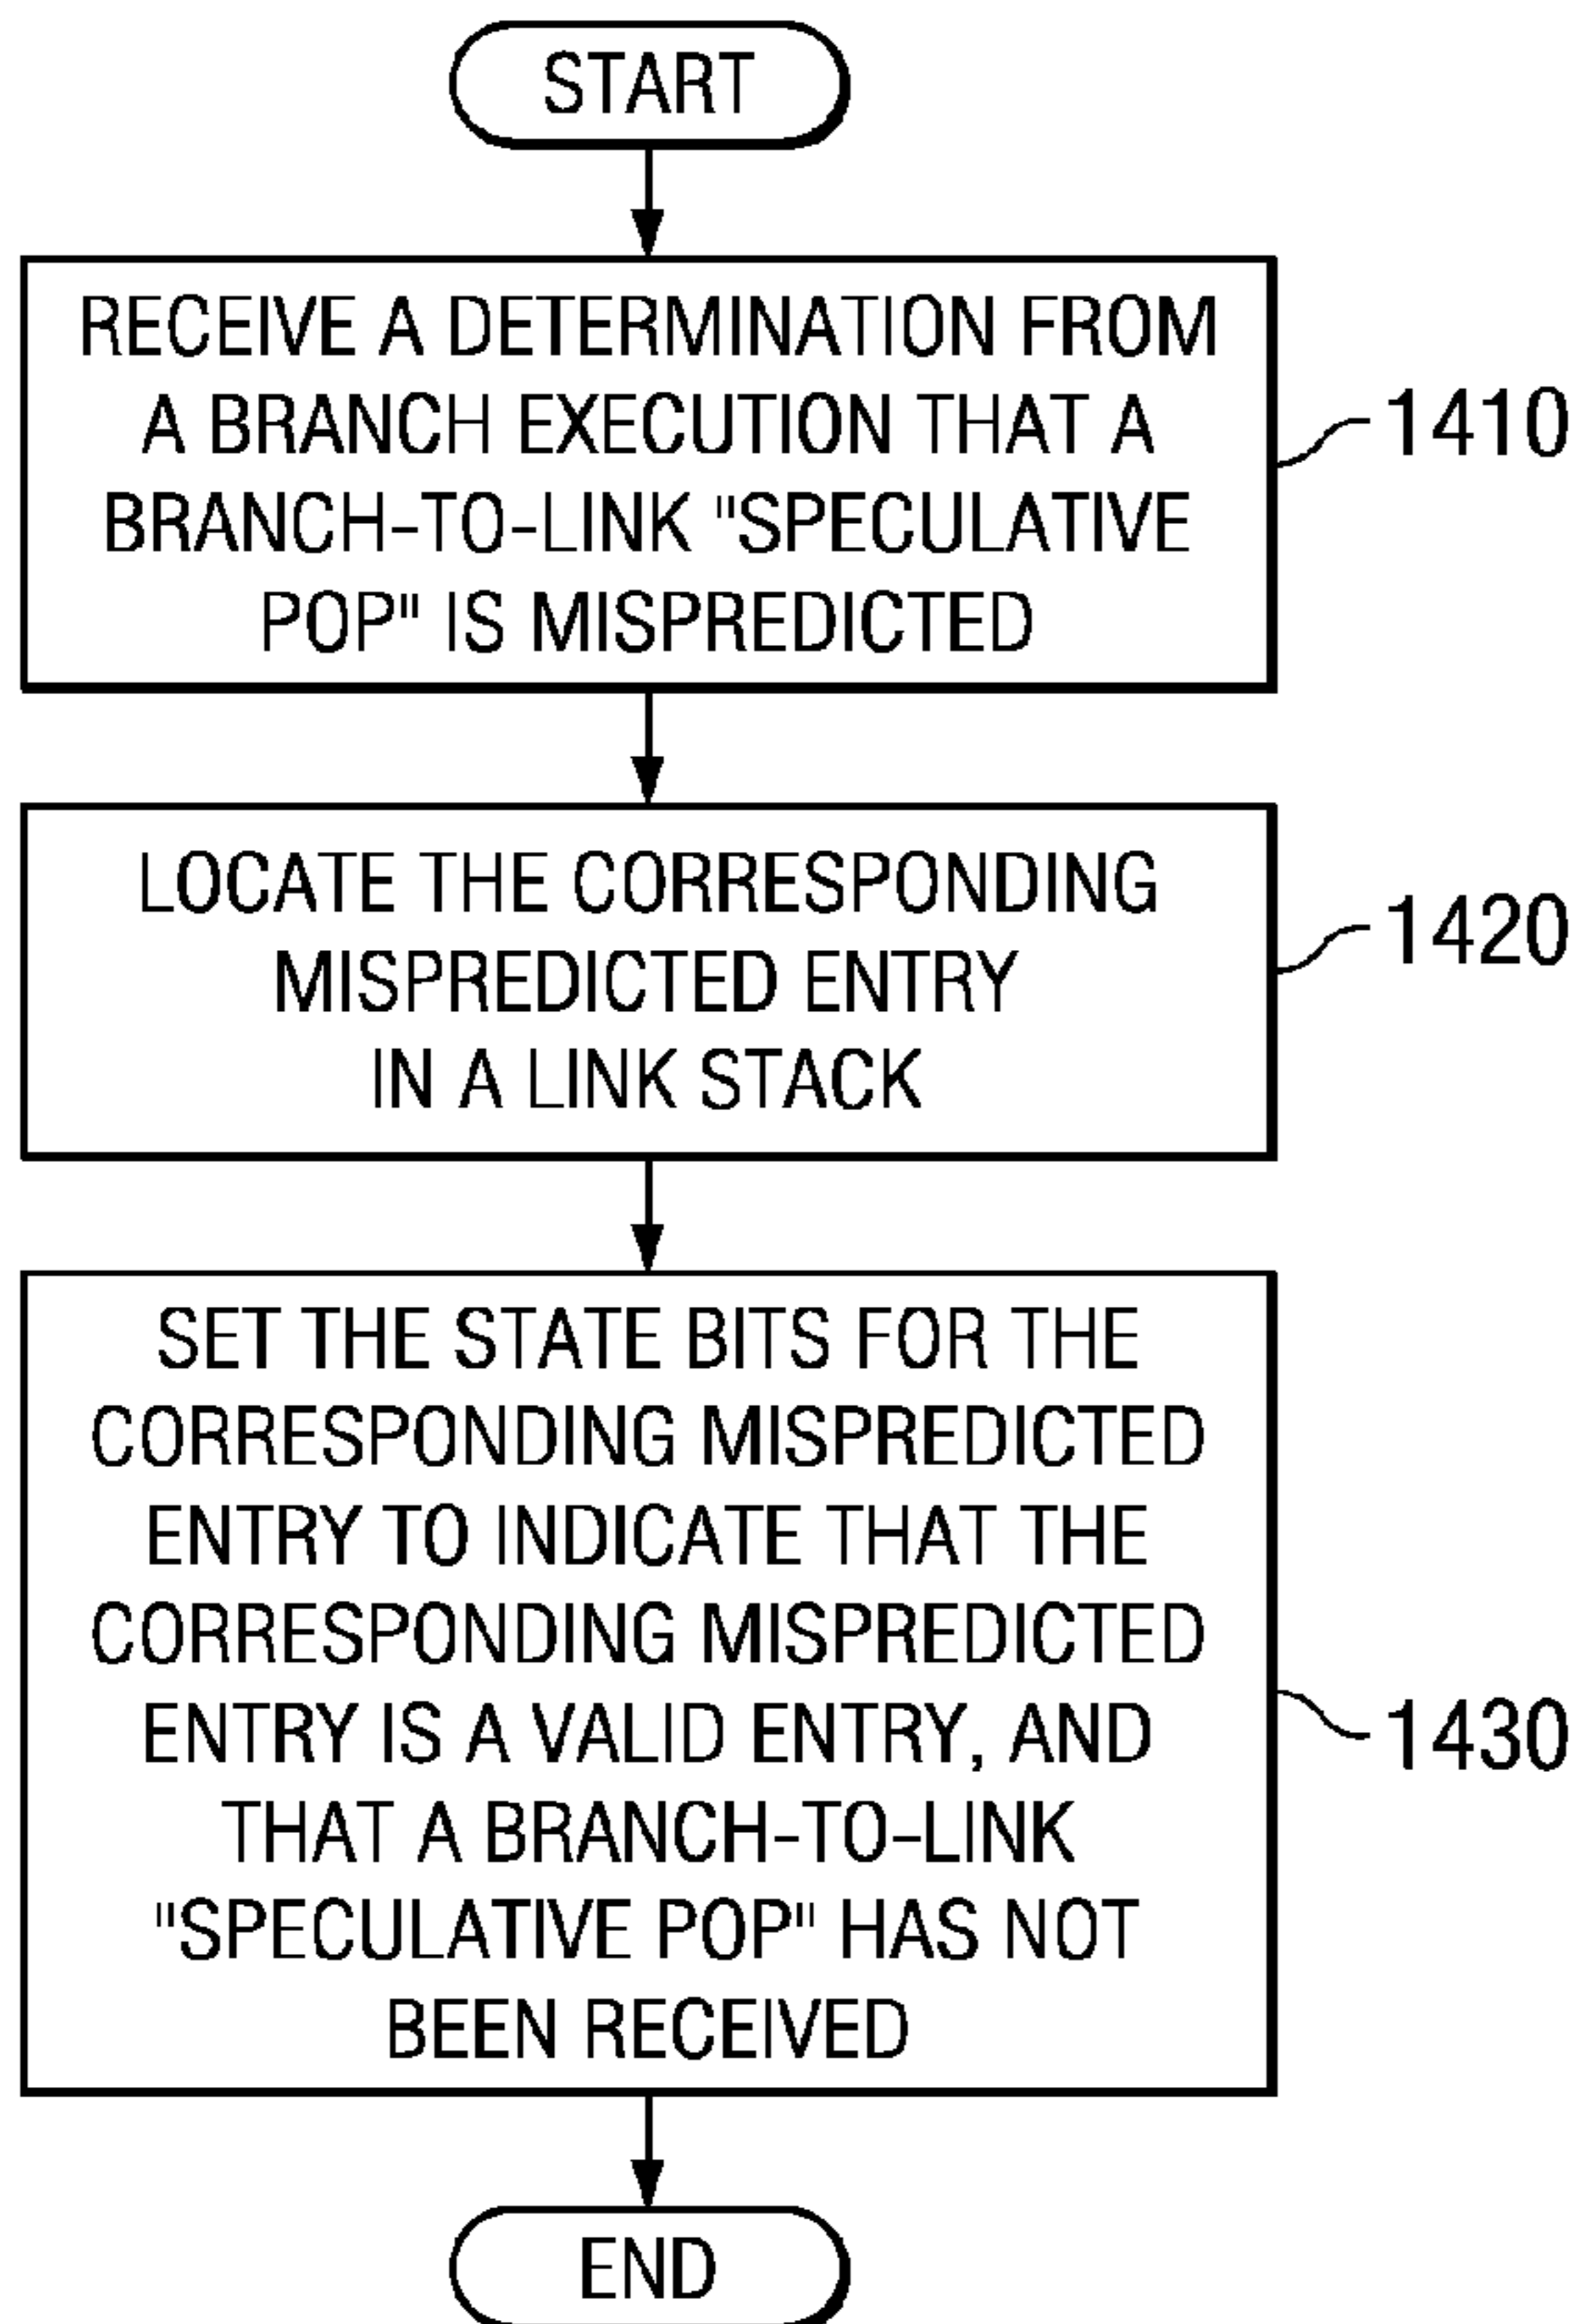 START
RECEIVE A DETERMINATION FROM
A BRANCH EXECUTION THAT A
BRANCH-TO-LINK "SPECULATIVE
POP" IS MISPREDICTED
1410
LOCATE THE CORRESPONDING
MISPREDICTED ENTRY
IN A LINK STACK
1420
SET THE STATE BITS FOR THE
CORRESPONDING MISPREDICTED
ENTRY TO INDICATE THAT THE
CORRESPONDING MISPREDICTED
ENTRY IS A VALID ENTRY, AND
THAT A BRANCH-TO-LINK
"SPECULATIVE POP" HAS NOT
BEEN RECEIVED
1430
END